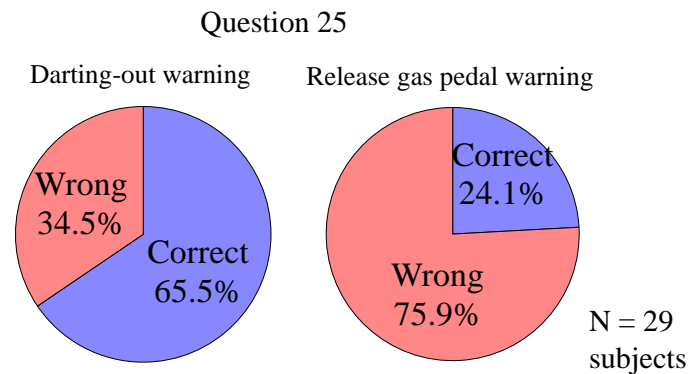 Question 25
Darting-out warning
Release gas pedal warning
Wrong
34.5%
Correct
65.5%
Correct
24.1%
Wrong
75.9%
N = 29
subjects